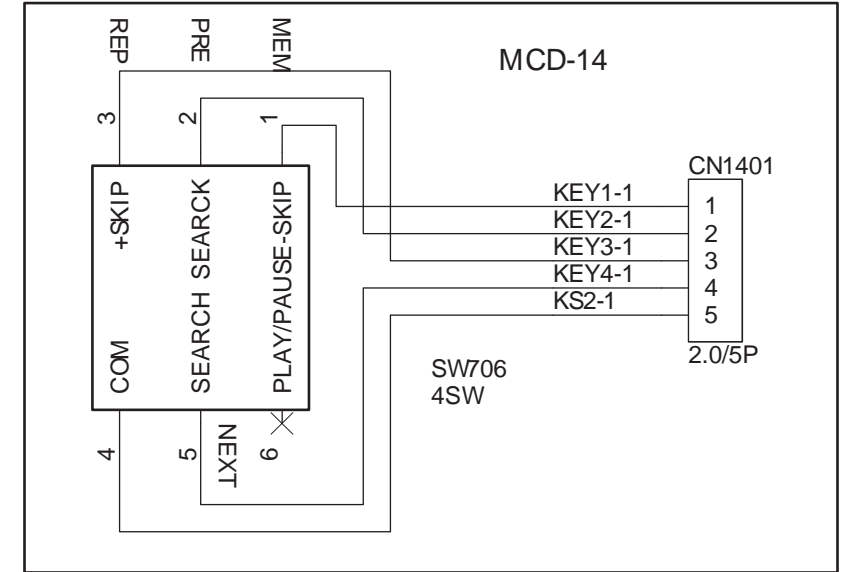 REP
PRE
MEM
MCD-14
3
2
1
+SKIP
SEARCH SEARCK
PLAY/PAUSE-SKIP
COM
4
5
NEXT
6
CN1401
KEY1-1
1
KEY2-1
2
KEY3-1
3
KEY4-1
4
KS2-1
5
2.0/5P
SW706
4SW